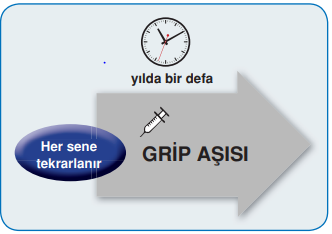 yılda bir defa
Her sene
tekrarlanır
GRİP AŞISI